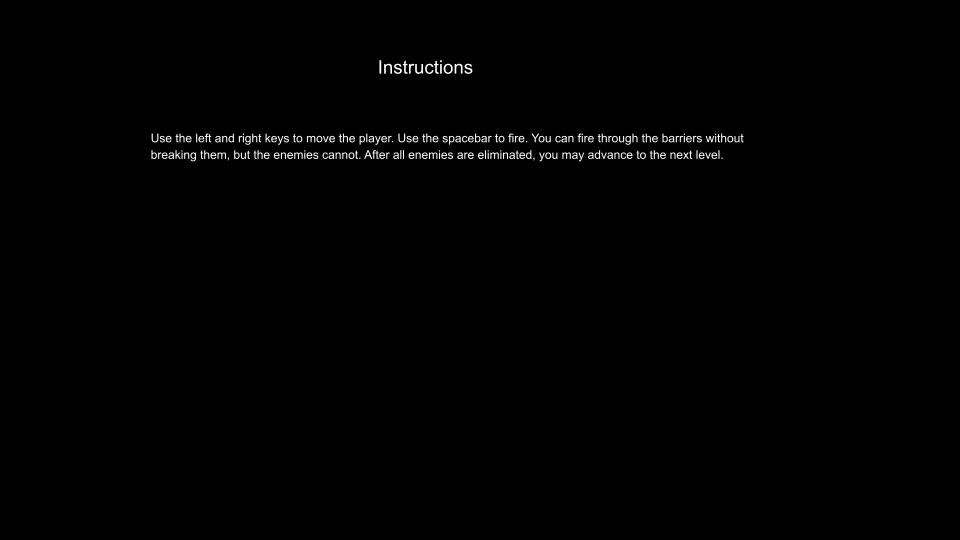 Instructions
Use the left and right keys to move the player. Use the spacebar to fire. You can fire through the barriers without
breaking them, but the enemies cannot. After all enemies are eliminated, you may advance to the next level.